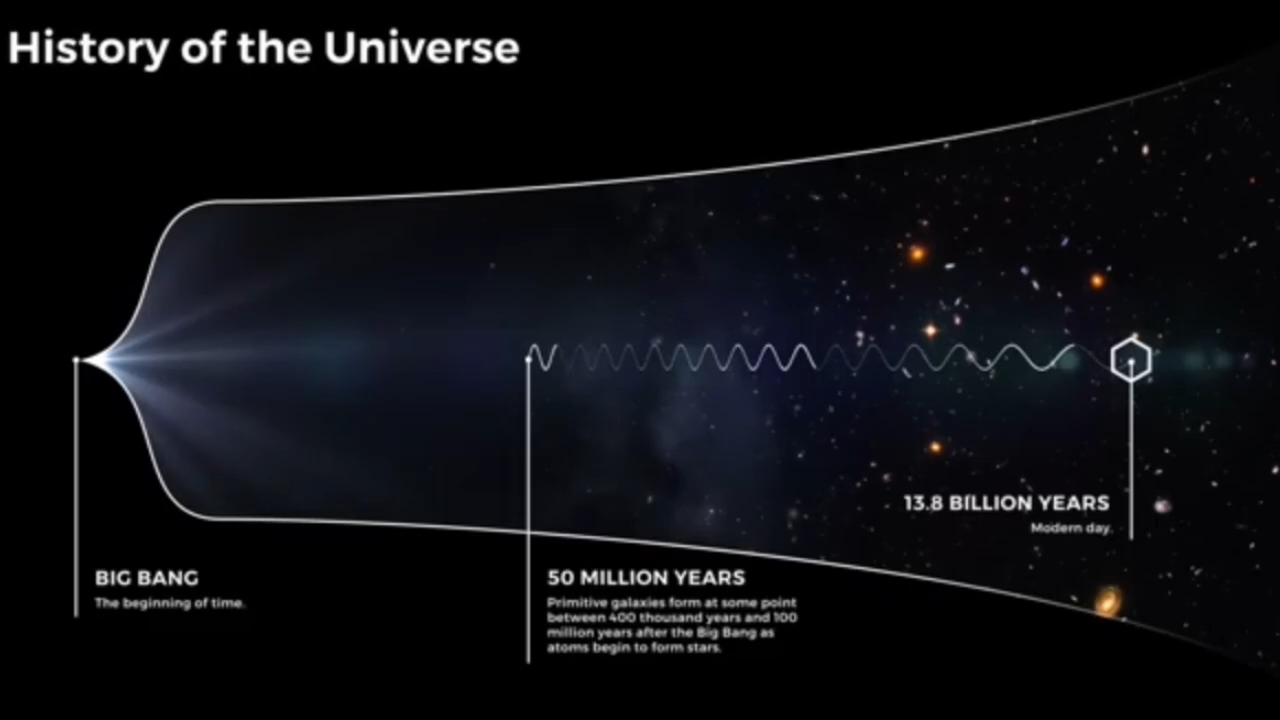 History of the Universe
BIG BANG
The beginning of time.
50 MILLION YEARS
Primitive galaxies form at some point
between 400 thousand years and 100
million years after the Big Bang as
atoms begin to form stars.
13.8 BILLION YEARS
Modern day.